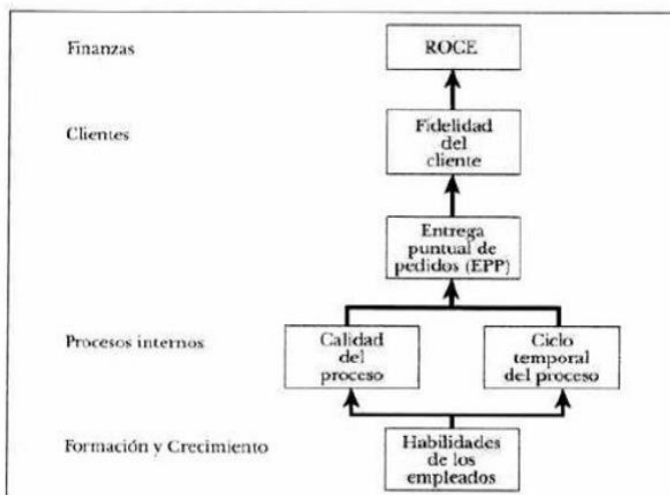 Finanzas
ROCE
Clientes
Fidelidad
del
cliente
Entrega
puntual de
pedidos (EPP)
Procesos internos
Calidad
del
proceso
Ciclo
temporal
del proceso
Formación y Crecimiento
Habilidades
de los
empleados